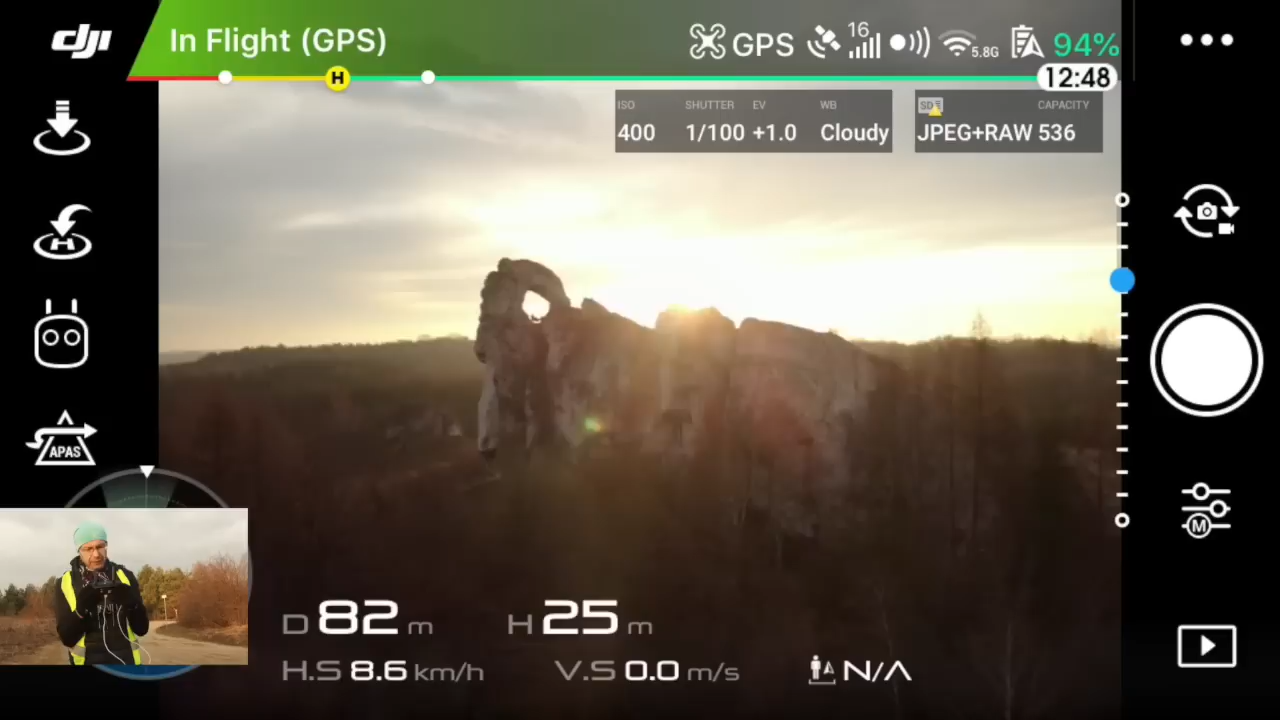 dji In Flight (GPS) GPS 16 5.8G 94%
H 12:48
ISO SHUTTER EV WB SD CAPACITY
400 1/100 +1.0 Cloudy JPEG+RAW 536
H
APAS
M
D 82 m H 25 m
H.S 8.6 km/h V.S 0.0 m/s N/A